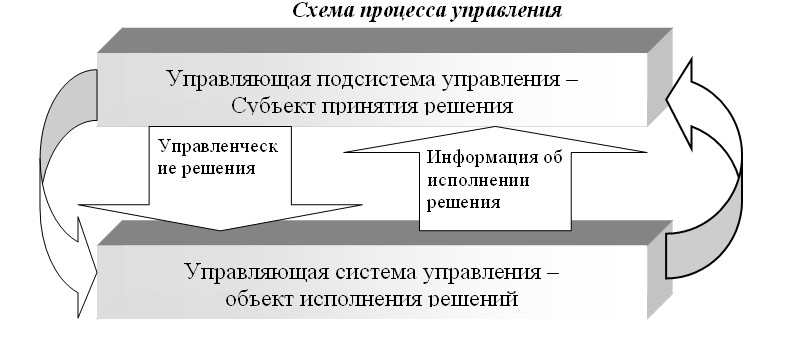 Схема процесса управления
Управляющая подсистема управления –
Субъект принятия решения
Управленческ
ие решения
Информация об
исполнении
решения
Управляющая система управления –
объект исполнения решений